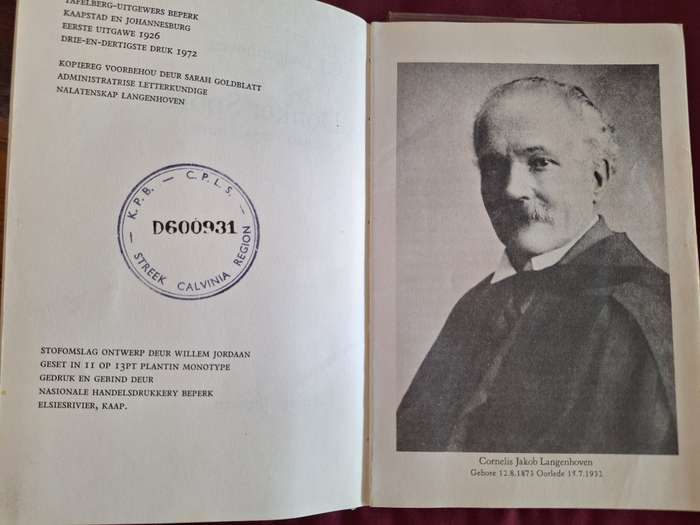 TAFELBERG-UITGEWERS BEPERK
KAAPSTAD EN JOHANNESBURG
EERSTE UITGAWE 1926
DRIE-EN-DERTIGSTE DRUK 1972
KOPIEREG VOORBEHOU DEUR SARAH GOLDBLATT
ADMINISTRATRISE LETTERKUNDIGE
NALATENSKAP LANGENHOVEN
K.P.B. — C.P.L.S.
D600931
STREEK CALVINIA REGION
STOFOMSLAG ONTWERP DEUR WILLEM JORDAAN
GESET IN 11 OP 13PT PLANTIN MONOTYPE
GEDRUK EN GEBIND DEUR
NASIONALE HANDELSDRUKKERY BEPERK
ELSIESRIVIER, KAAP.
Cornelis Jakob Langenhoven
Gebore 12.8.1873 Oorlede 15.7.1932